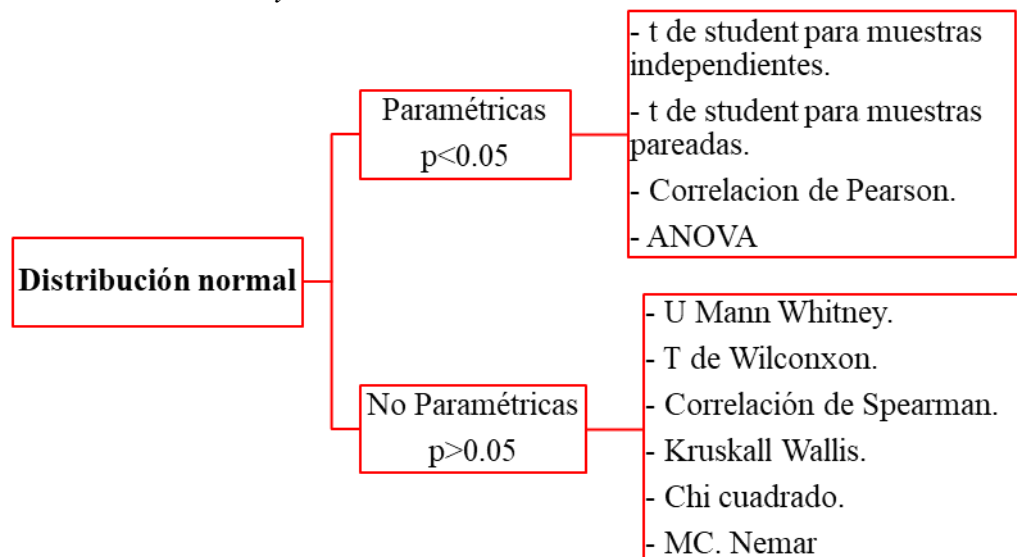 Distribución normal
Paramétricas
p<0.05
- t de student para muestras
independientes.
- t de student para muestras
pareadas.
- Correlacion de Pearson.
- ANOVA
No Paramétricas
p>0.05
- U Mann Whitney.
- T de Wilconxon.
- Correlación de Spearman.
- Kruskall Wallis.
- Chi cuadrado.
- MC. Nemar